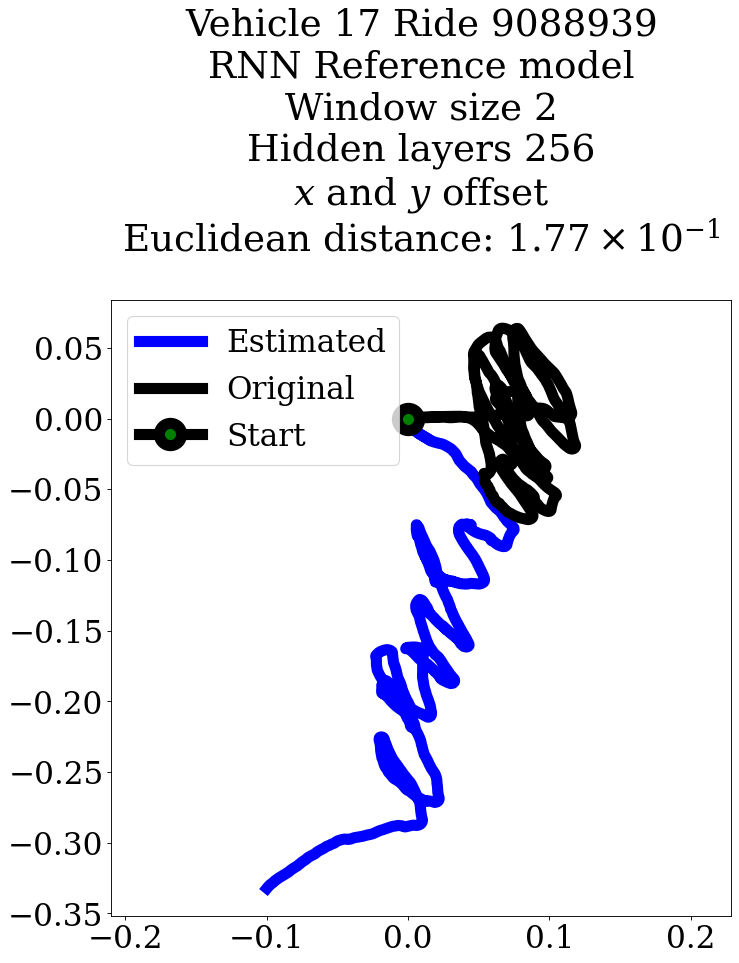 Vehicle 17 Ride 9088939
RNN Reference model
Window size 2
Hidden layers 256
x and y offset
Euclidean distance: 1.77 × 10⁻¹
Estimated
Original
Start
0.05
0.00
−0.05
−0.10
−0.15
−0.20
−0.25
−0.30
−0.35
−0.2
−0.1
0.0
0.1
0.2